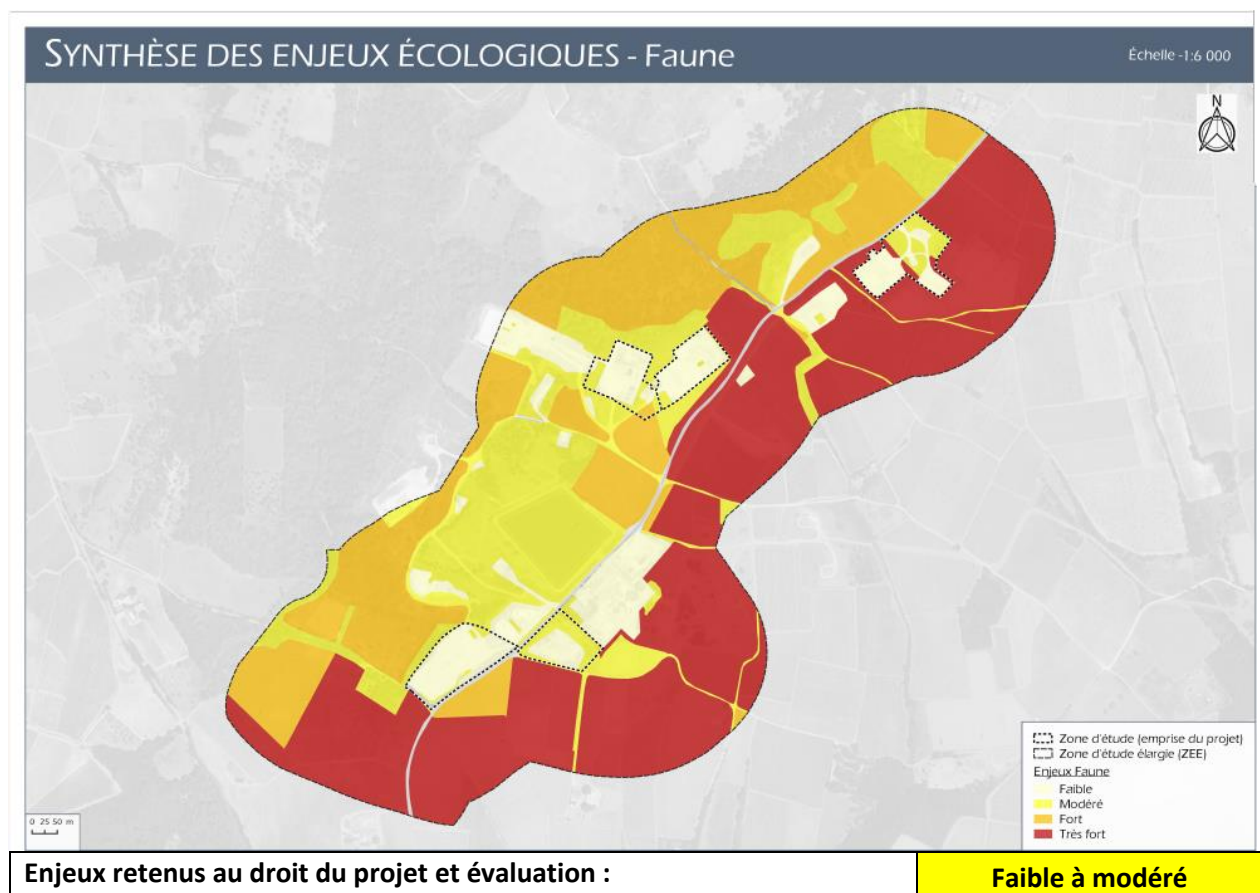 SYNTHÈSE DES ENJEUX ÉCOLOGIQUES - Faune
Échelle -1:6 000
N
Zone d'étude (emprise du projet)
Zone d'étude élargie (ZEE)
Enjeux Faune
Faible
Modéré
Fort
Très fort
0 25 50 m
Enjeux retenus au droit du projet et évaluation :
Faible à modéré